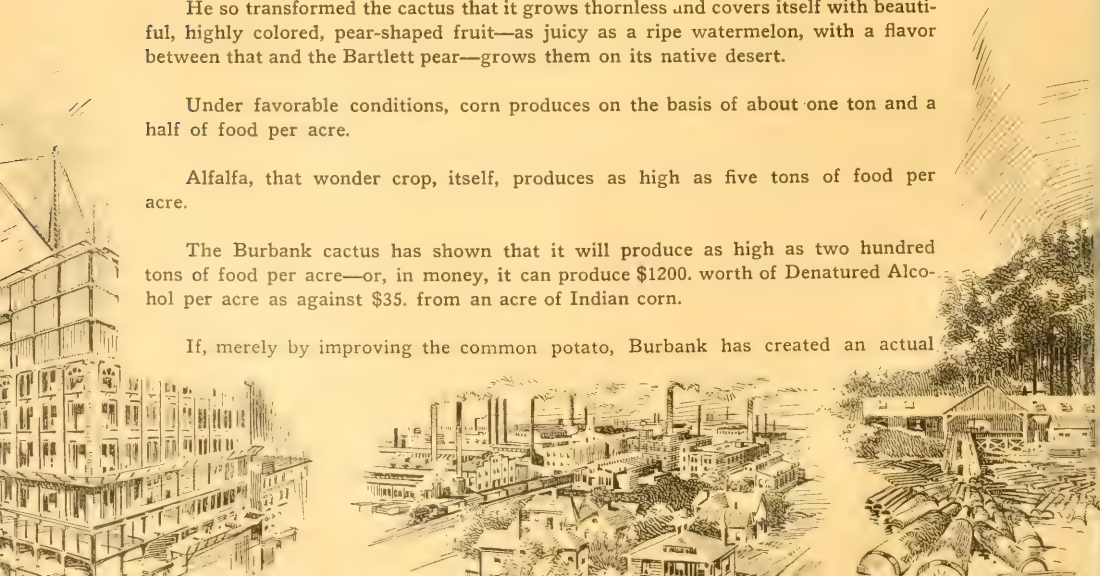 He so transformed the cactus that it grows thornless and covers itself with beauti-
ful, highly colored, pear-shaped fruit—as juicy as a ripe watermelon, with a flavor
between that and the Bartlett pear—grows them on its native desert.
Under favorable conditions, corn produces on the basis of about one ton and a
half of food per acre.
Alfalfa, that wonder crop, itself, produces as high as five tons of food per
acre.
The Burbank cactus has shown that it will produce as high as two hundred
tons of food per acre—or, in money, it can produce $1200. worth of Denatured Alco-
hol per acre as against $35. from an acre of Indian corn.
If, merely by improving the common potato, Burbank has created an actual